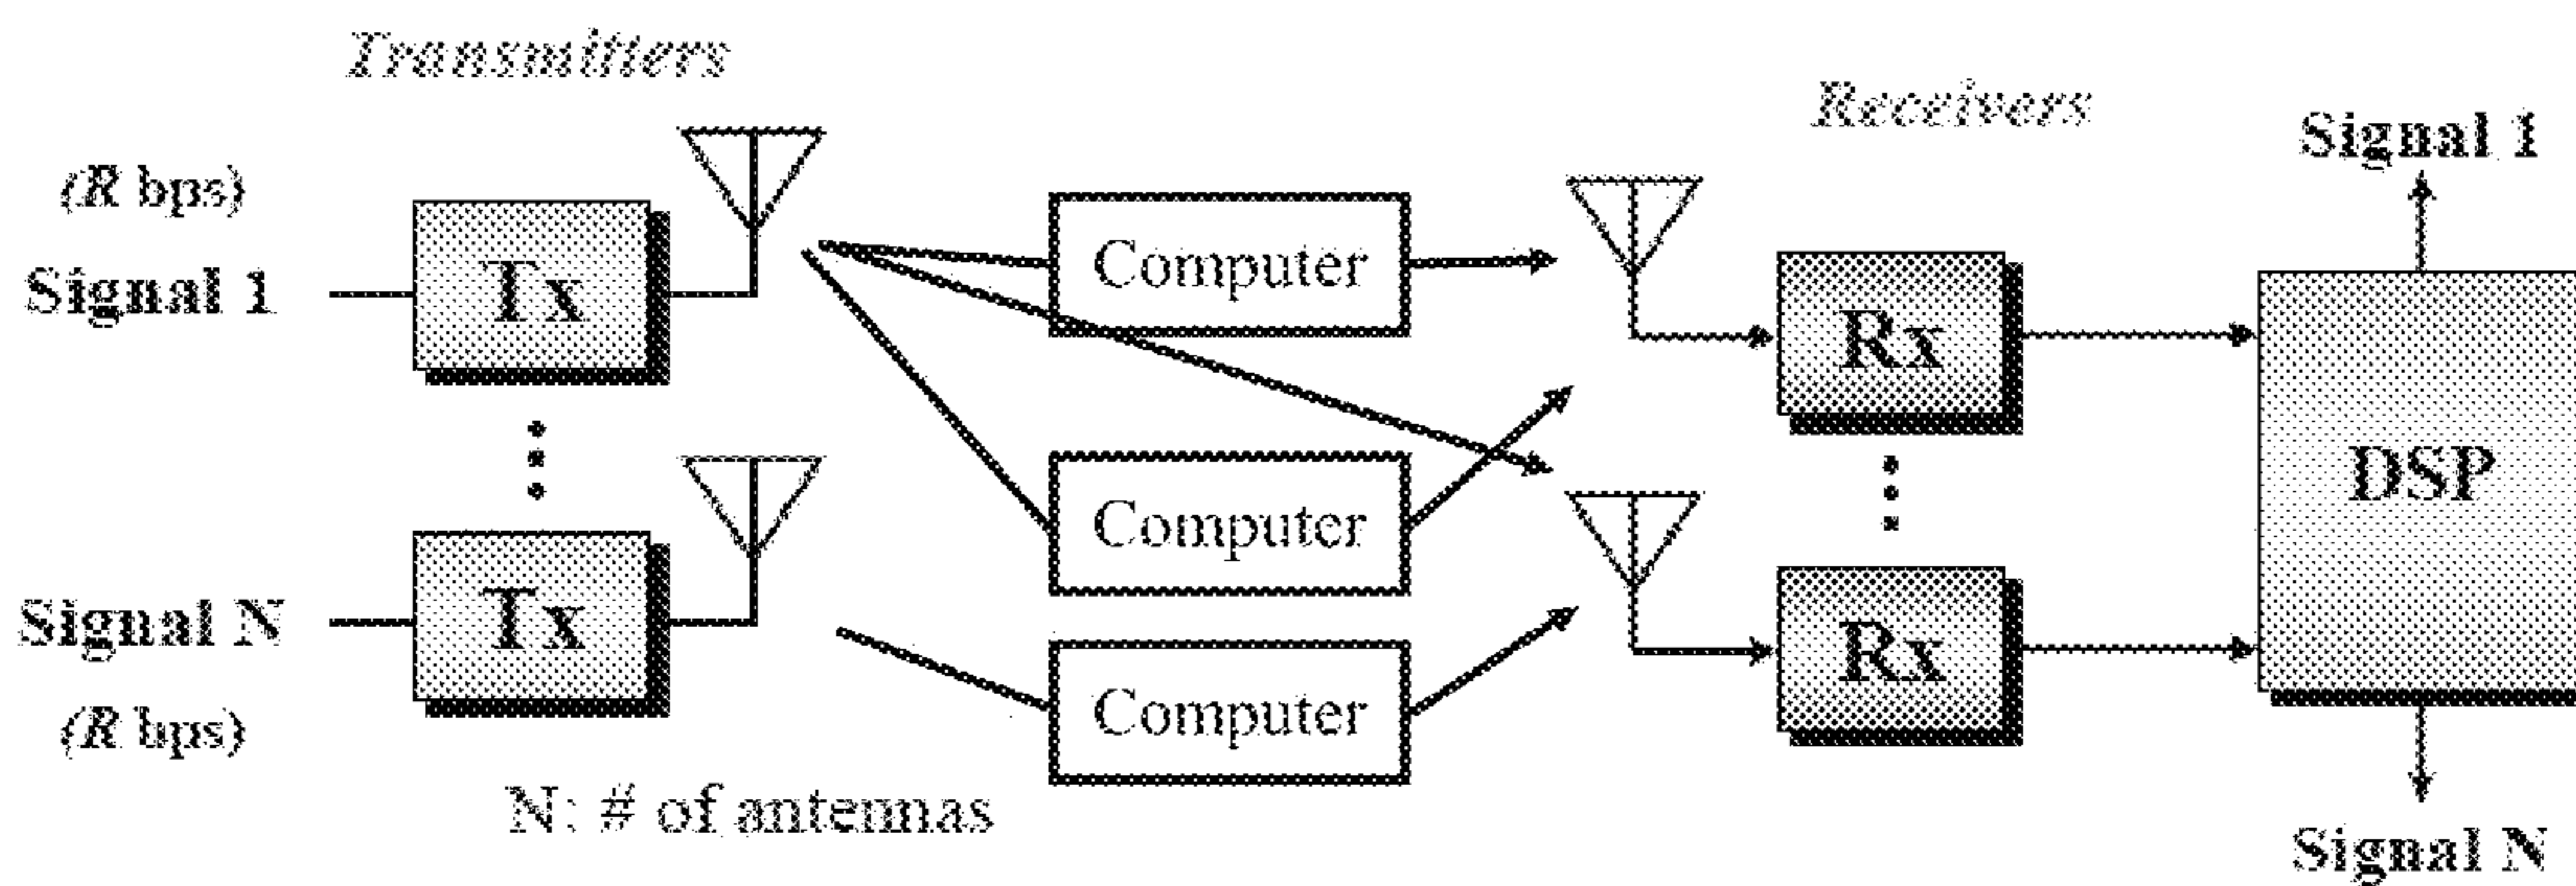 Transmitters
Receivers
Signal 1
(R bps)
Signal 1
Tx
Computer
Rx
DSP
Computer
Signal N
(R bps)
Tx
Computer
Rx
N: # of antennas
Signal N